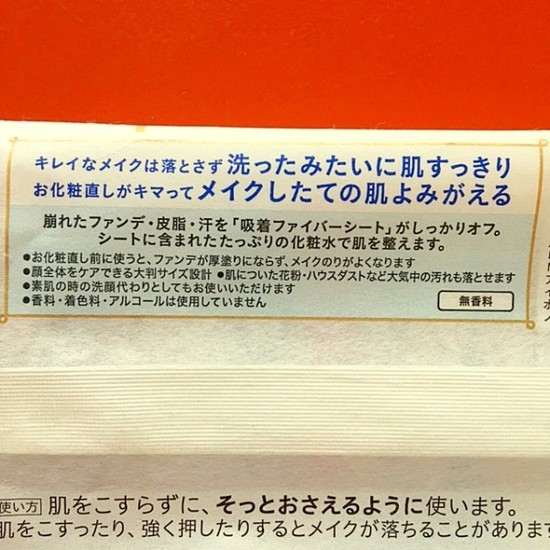 キレイなメイクは落とさず洗ったみたいに肌すっきり
お化粧直しがキマってメイクしたての肌よみがえる
崩れたファンデ・皮脂・汗を「吸着ファイバーシート」がしっかりオフ。
シートに含まれたたっぷりの化粧水で肌を整えます。
●お化粧直し前に使うと、ファンデが厚塗りにならず、メイクのりがよくなります
●顔全体をケアできる大判サイズ設計 ●肌についた花粉・ハウスダストなど大気中の汚れも落とせます
●素肌の時の洗顔代わりとしてもお使いいただけます
●香料・着色料・アルコールは使用していません
無香料
使い方 肌をこすらずに、そっとおさえるように使います。
肌をこすったり、強く押したりするとメイクが落ちることがありま